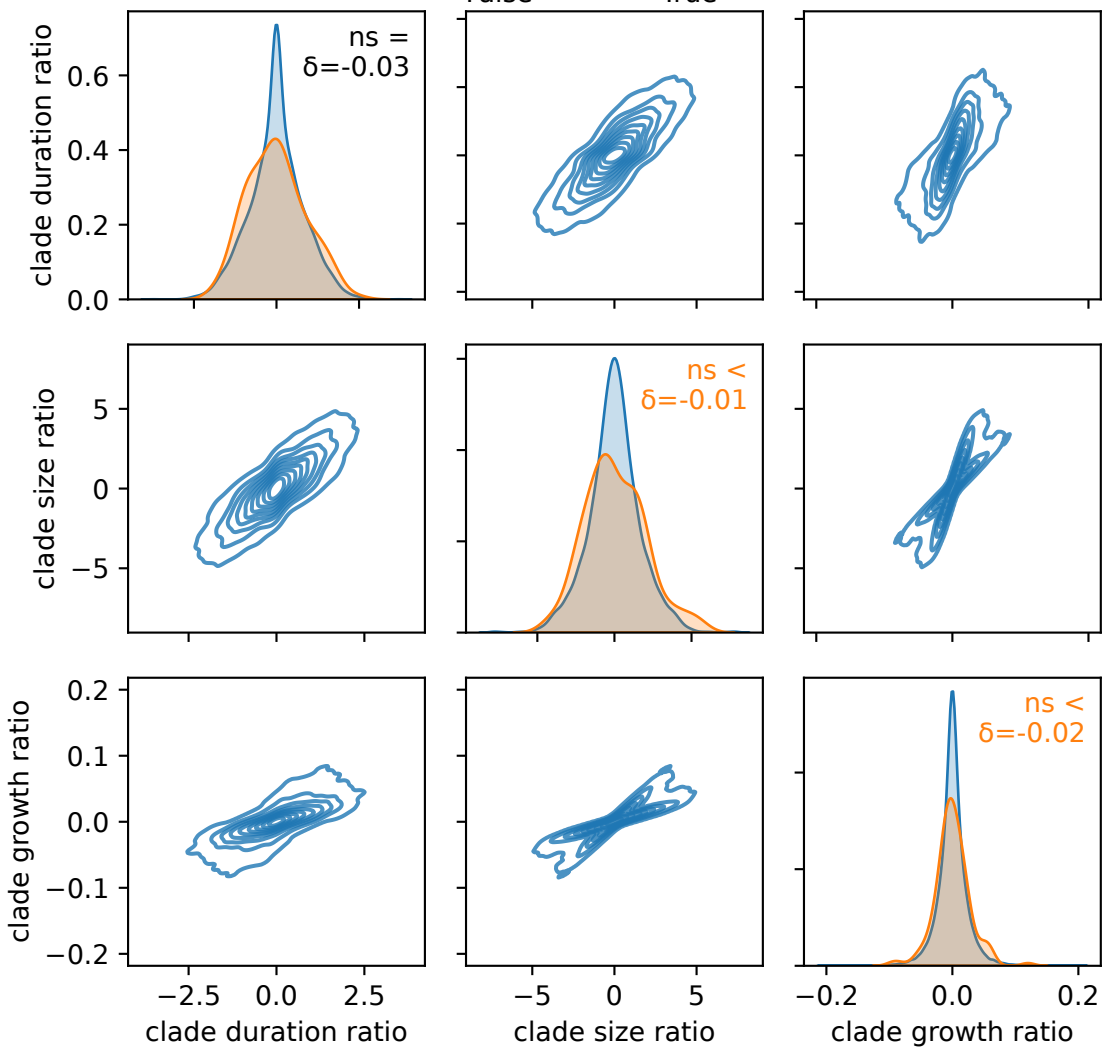 ns =
δ=-0.03
clade duration ratio
0.6
0.4
0.2
0.0
ns <
δ=-0.01
clade size ratio
5
0
−5
ns <
δ=-0.02
clade growth ratio
0.2
0.1
0.0
−0.1
−0.2
−2.5 0.0 2.5
−5 0 5
−0.2 0.0 0.2
clade duration ratio
clade size ratio
clade growth ratio